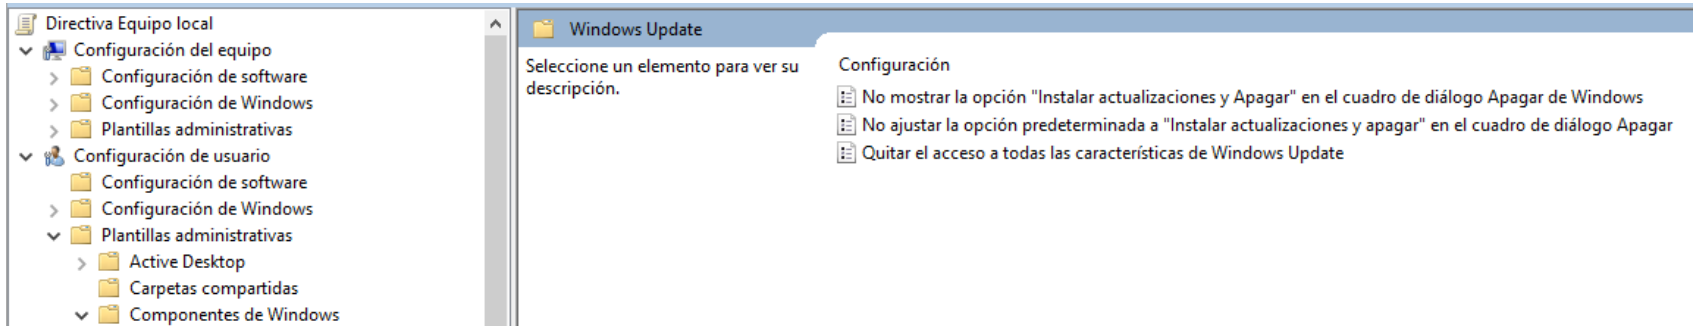 Directiva Equipo local
Configuración del equipo
Configuración de software
Configuración de Windows
Plantillas administrativas
Configuración de usuario
Configuración de software
Configuración de Windows
Plantillas administrativas
Active Desktop
Carpetas compartidas
Componentes de Windows
Windows Update
Seleccione un elemento para ver su
descripción.
Configuración
No mostrar la opción "Instalar actualizaciones y Apagar" en el cuadro de diálogo Apagar de Windows
No ajustar la opción predeterminada a "Instalar actualizaciones y apagar" en el cuadro de diálogo Apagar
Quitar el acceso a todas las características de Windows Update